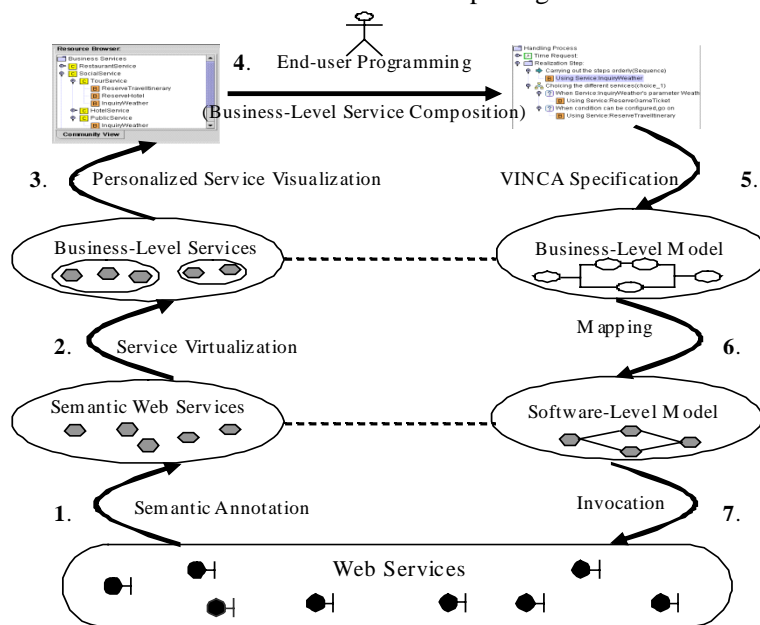 Resource Browser:
Business Services
RestaurantService
SocialService
TourService
ReserveTravelItinerary
ReserveHotel
InquiryWeather
HotelService
PublicService
InquiryWeather
Community View
4.
End-user Programming
(Business-Level Service Composition)
Handling Process
Time Request:
Realization Step:
Carrying out the steps orderly(Sequence)
Using Service:InquiryWeather
Choicing the different services(choice_1)
When Service:InquiryWeather's parameter Weath
Using Service:ReserveGameTicket
When condition can be configured,go on
Using Service:ReserveTravelItinerary
3.
Personalized Service Visualization
VINCA Specification
5.
Business-Level Services
Business-Level Model
2.
Service Virtualization
Mapping
6.
Semantic Web Services
Software-Level Model
1.
Semantic Annotation
Invocation
7.
Web Services